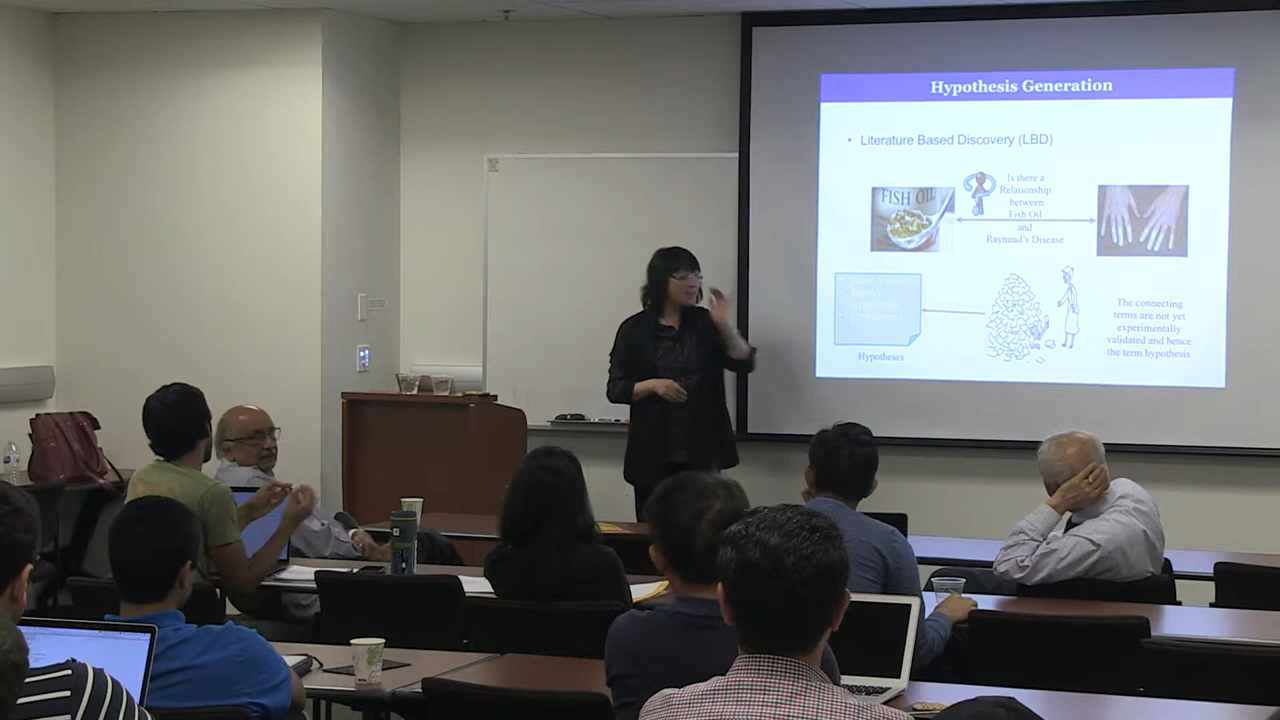 Hypothesis Generation
• Literature Based Discovery (LBD)
FISH OIL
Is there a
Relationship
between
Fish Oil
and
Raynaud's Disease
Hypotheses
The connecting
terms are not yet
experimentally
validated and hence
the term hypothesis